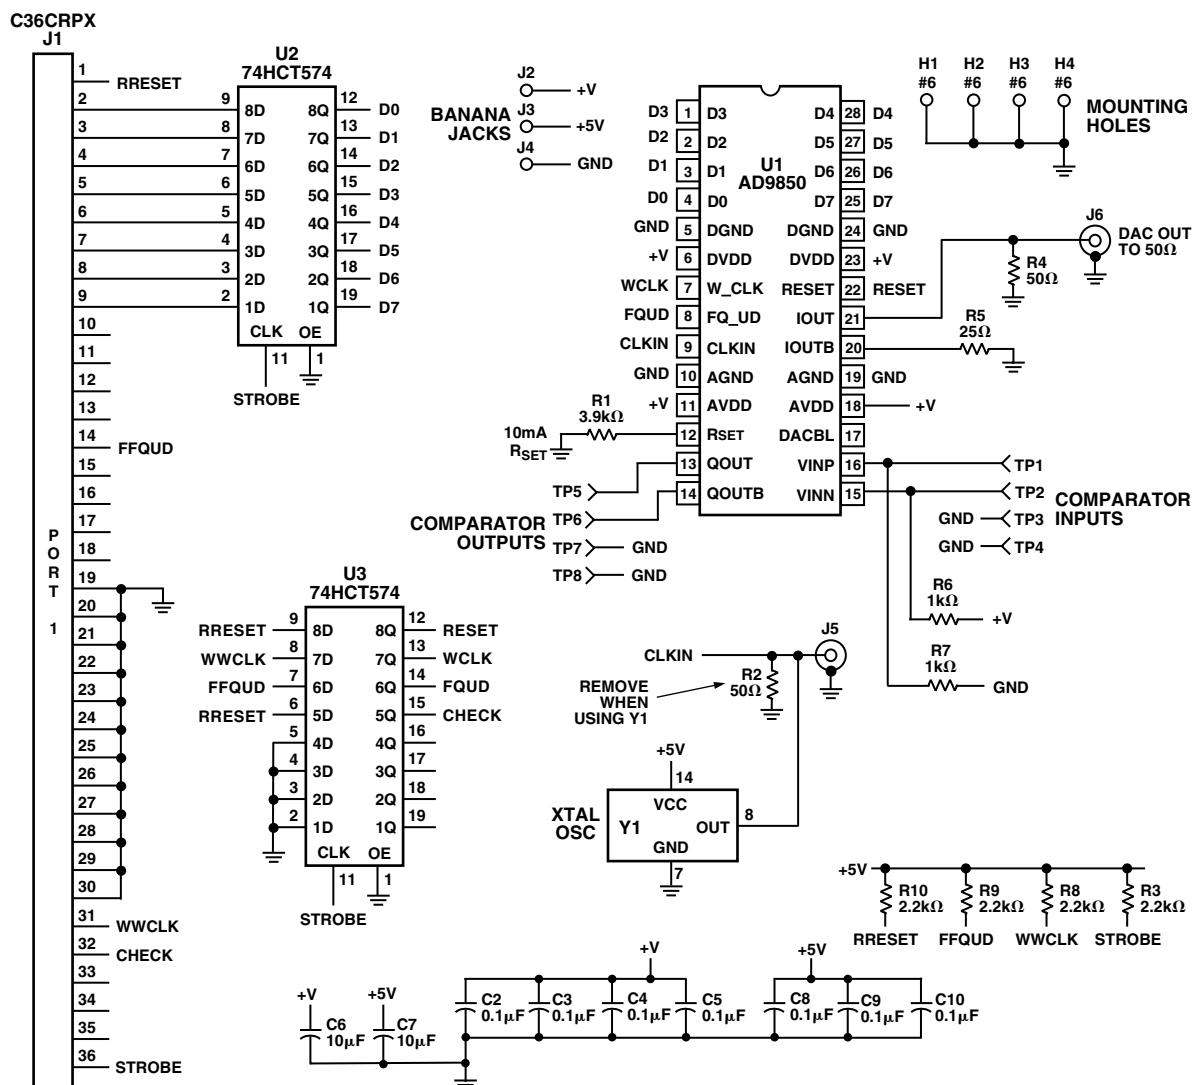 C36CRPX
J1
PORT 1
1 RRESET
2
3
4
5
6
7
8
9
10
11
12
13
14 FFQUD
15
16
17
18
19
20
21
22
23
24
25
26
27
28
29
30
31 WWCLK
32 CHECK
33
34
35
36 STROBE
U2
74HCT574
9 8D 8Q 12 D0
8 7D 7Q 13 D1
7 6D 6Q 14 D2
6 5D 5Q 15 D3
5 4D 4Q 16 D4
4 3D 3Q 17 D5
3 2D 2Q 18 D6
2 1D 1Q 19 D7
CLK OE
11 1
STROBE
BANANA
JACKS
J2 +V
J3 +5V
J4 GND
U1
AD9850
D3 1 D3 D4 28 D4
D2 2 D2 D5 27 D5
D1 3 D1 D6 26 D6
D0 4 D0 D7 25 D7
GND 5 DGND DGND 24 GND
+V 6 DVDD DVDD 23 +V
WCLK 7 W_CLK RESET 22 RESET
FQUD 8 FQ_UD IOUT 21
CLKIN 9 CLKIN IOUTB 20
GND 10 AGND AGND 19 GND
+V 11 AVDD AVDD 18 +V
12 RSET DACBL 17
13 QOUT VINP 16
14 QOUTB VINN 15
R1
3.9kΩ
10mA
RSET
TP5
TP6
TP7 GND
TP8 GND
COMPARATOR
OUTPUTS
H1 H2 H3 H4
#6 #6 #6 #6
MOUNTING
HOLES
J6
DAC OUT
TO 50Ω
R4
50Ω
R5
25Ω
TP1
TP2
GND TP3
GND TP4
COMPARATOR
INPUTS
R6
1kΩ
+V
R7
1kΩ
GND
U3
74HCT574
RRESET 9 8D 8Q 12 RESET
WWCLK 8 7D 7Q 13 WCLK
FFQUD 7 6D 6Q 14 FQUD
RRESET 6 5D 5Q 15 CHECK
5 4D 4Q 16
4 3D 3Q 17
3 2D 2Q 18
2 1D 1Q 19
CLK OE
11 1
STROBE
CLKIN
J5
R2
50Ω
REMOVE
WHEN
USING Y1
+5V
14
XTAL
OSC
VCC
Y1 OUT 8
GND
7
+5V
R10
2.2kΩ
R9
2.2kΩ
R8
2.2kΩ
R3
2.2kΩ
RRESET FFQUD WWCLK STROBE
+V
C6
10μF
+5V
C7
10μF
+V
C2
0.1μF
C3
0.1μF
C4
0.1μF
C5
0.1μF
+5V
C8
0.1μF
C9
0.1μF
C10
0.1μF